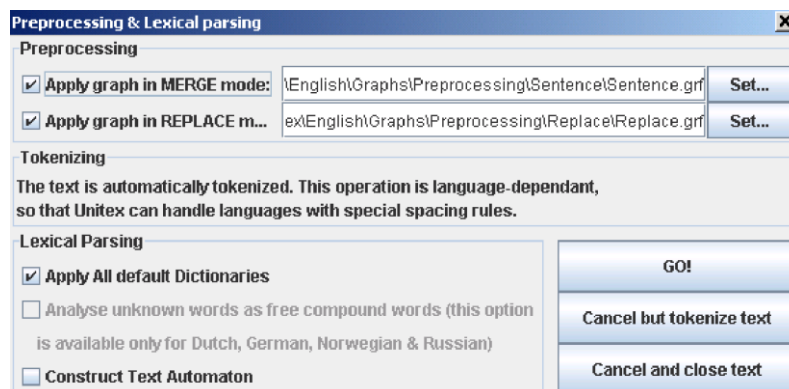 Preprocessing & Lexical parsing
Preprocessing
Apply graph in MERGE mode: \English\Graphs\Preprocessing\Sentence\Sentence.grf Set...
Apply graph in REPLACE m... ex\English\Graphs\Preprocessing\Replace\Replace.grf Set...
Tokenizing
The text is automatically tokenized. This operation is language-dependant,
so that Unitex can handle languages with special spacing rules.
Lexical Parsing
Apply All default Dictionaries
Analyse unknown words as free compound words (this option
is available only for Dutch, German, Norwegian & Russian)
Construct Text Automaton
GO!
Cancel but tokenize text
Cancel and close text